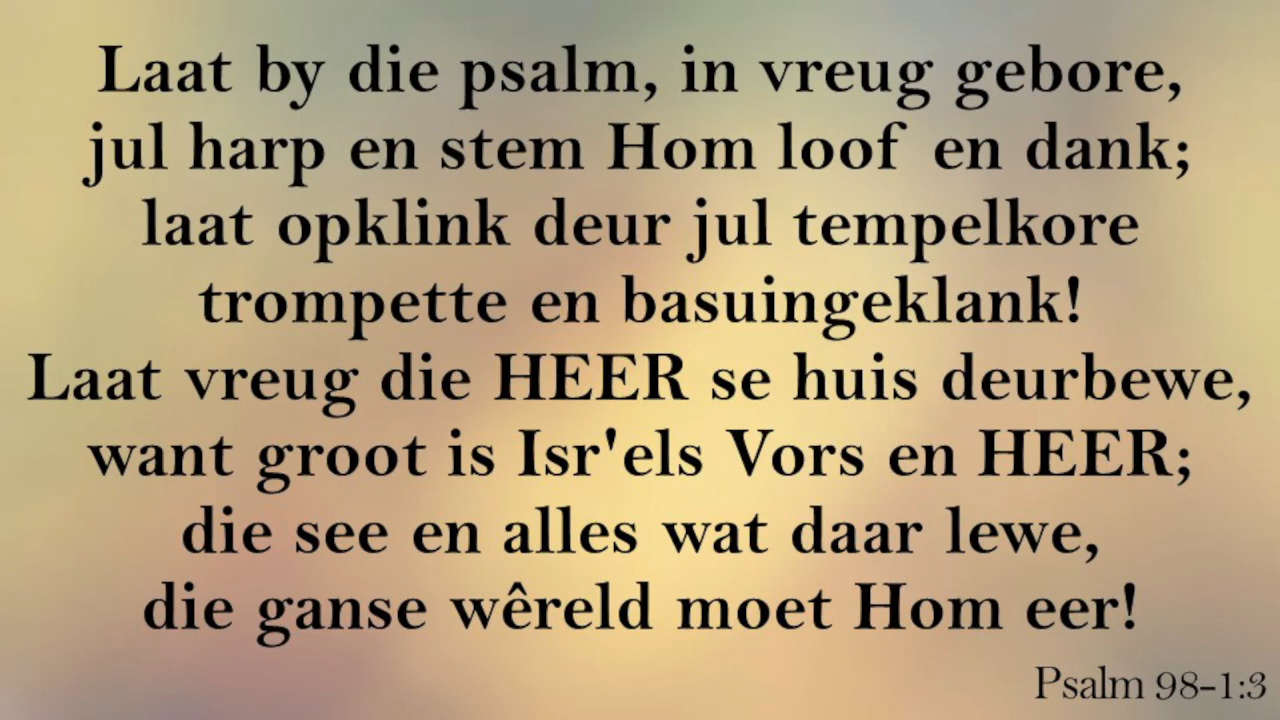 Laat by die psalm, in vreug gebore,
jul harp en stem Hom loof en dank;
laat opklink deur jul tempelkore
trompette en basuingeklank!
Laat vreug die HEER se huis deurbewe,
want groot is Isr'els Vors en HEER;
die see en alles wat daar lewe,
die ganse wêreld moet Hom eer!
Psalm 98-1:3